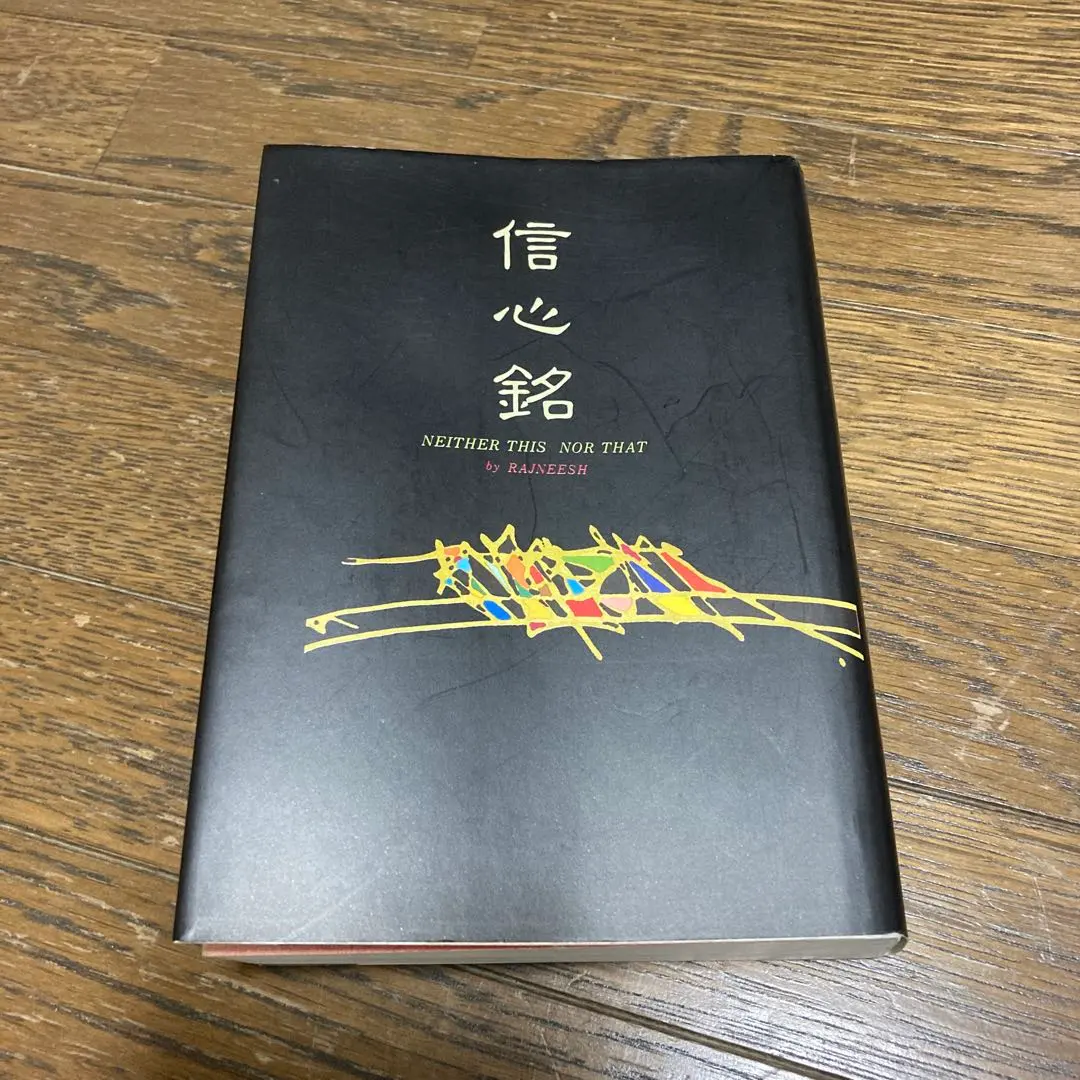 信心銘
NEITHER THIS NOR THAT
by RAJNEESH